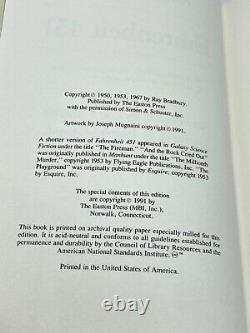 Copyright © 1950, 1953, 1967 by Ray Bradbury
Published by The Easton Press
with the permission of Simon & Schuster, Inc.
Artwork by Joseph Mugnaini copyright © 1991.
A shorter version of Fahrenheit 451 appeared in Galaxy Science
Fiction under the title "The Fireman." "And the Rock Cried Out"
was originally published in Manhunt under the title "The Millionth
Murder," copyright 1953 by Flying Eagle Publications, Inc. "The
Playground" was originally published by Esquire; copyright 1953
by Esquire, Inc.
The special contents of this edition
are copyright © 1991 by
The Easton Press (MBI, Inc.),
Norwalk, Connecticut.
This book is printed on archival quality paper especially milled for this
edition. It is acid-neutral and conforms to all guidelines established for
permanence and durability by the Council of Library Resources and the
American National Standards Institute. ∞
Printed in the United States of America.